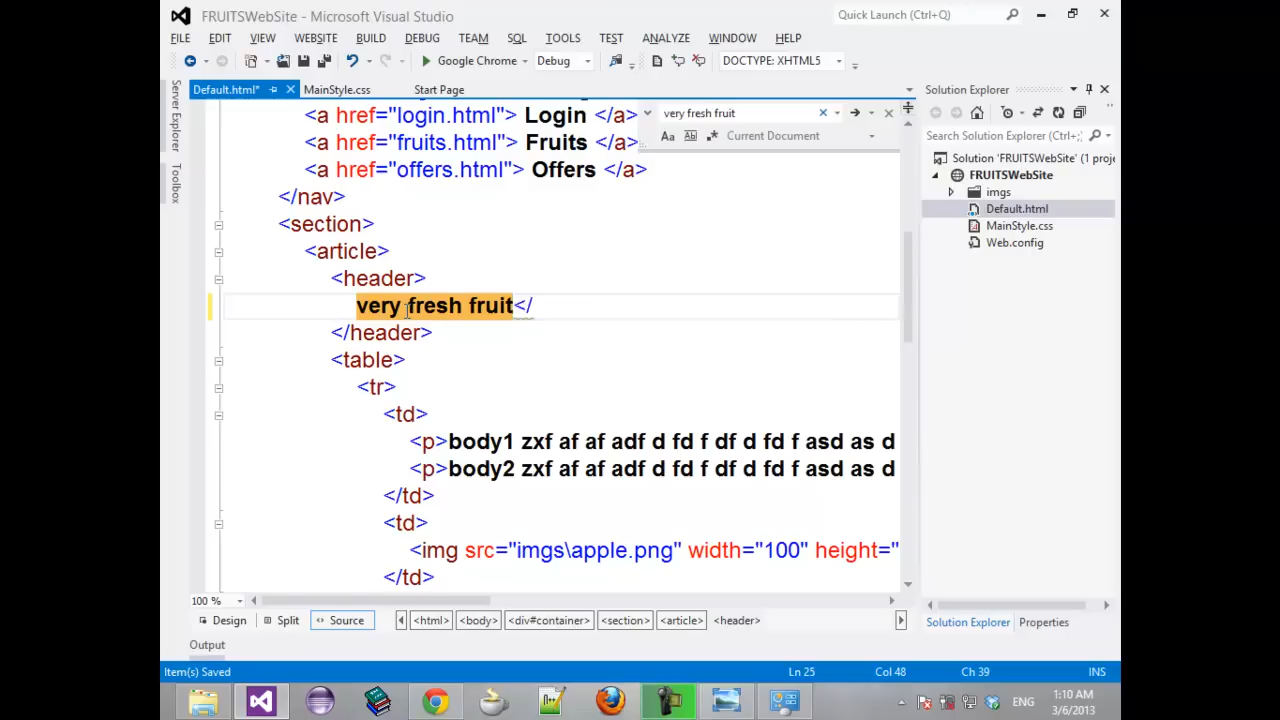 FRUITSWebSite - Microsoft Visual Studio
Quick Launch (Ctrl+Q)
FILE EDIT VIEW WEBSITE BUILD DEBUG TEAM SQL TOOLS TEST ANALYZE WINDOW HELP
Google Chrome Debug DOCTYPE: XHTML5
Server Explorer
Toolbox
Default.html* MainStyle.css Start Page
very fresh fruit
Aa Ab Current Document
<a href="login.html"> Login </a>
<a href="fruits.html"> Fruits </a>
<a href="offers.html"> Offers </a>
</nav>
<section>
<article>
<header>
very fresh fruit</
</header>
<table>
<tr>
<td>
<p>body1 zxf af af adf d fd f df d fd f asd as d
<p>body2 zxf af af adf d fd f df d fd f asd as d
</td>
<td>
<img src="imgs\apple.png" width="100" height="
</td>
100 %
Design Split Source <html> <body> <div#container> <section> <article> <header>
Output
Solution Explorer
Search Solution Explorer (Ctrl+;)
Solution 'FRUITSWebSite' (1 proje
FRUITSWebSite
imgs
Default.html
MainStyle.css
Web.config
Solution Explorer Properties
Item(s) Saved Ln 25 Col 48 Ch 39 INS
ENG
1:10 AM
3/6/2013